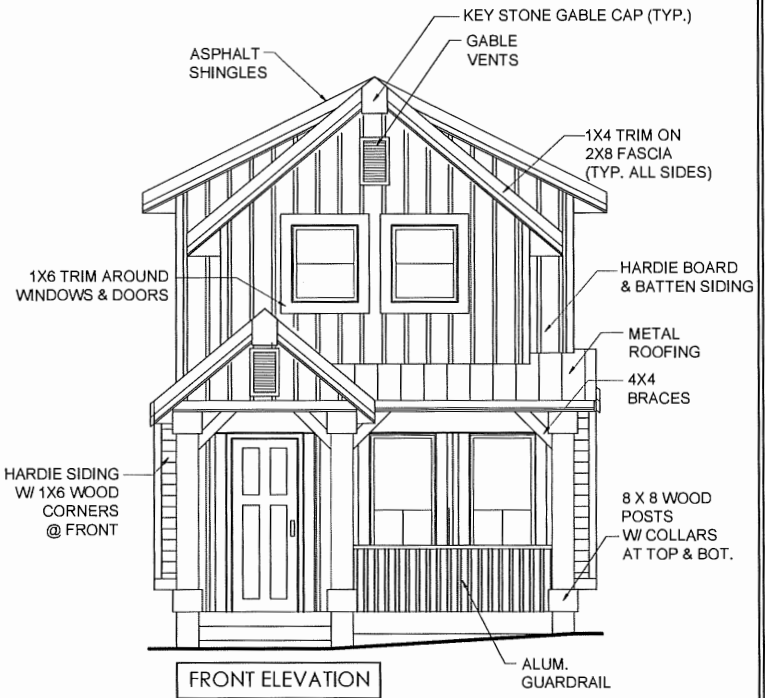 KEY STONE GABLE CAP (TYP.)
GABLE
VENTS
ASPHALT
SHINGLES
1X4 TRIM ON
2X8 FASCIA
(TYP. ALL SIDES)
1X6 TRIM AROUND
WINDOWS & DOORS
HARDIE BOARD
& BATTEN SIDING
METAL
ROOFING
4X4
BRACES
HARDIE SIDING
W/ 1X6 WOOD
CORNERS
@ FRONT
8 X 8 WOOD
POSTS
W/ COLLARS
AT TOP & BOT.
ALUM.
GUARDRAIL
FRONT ELEVATION